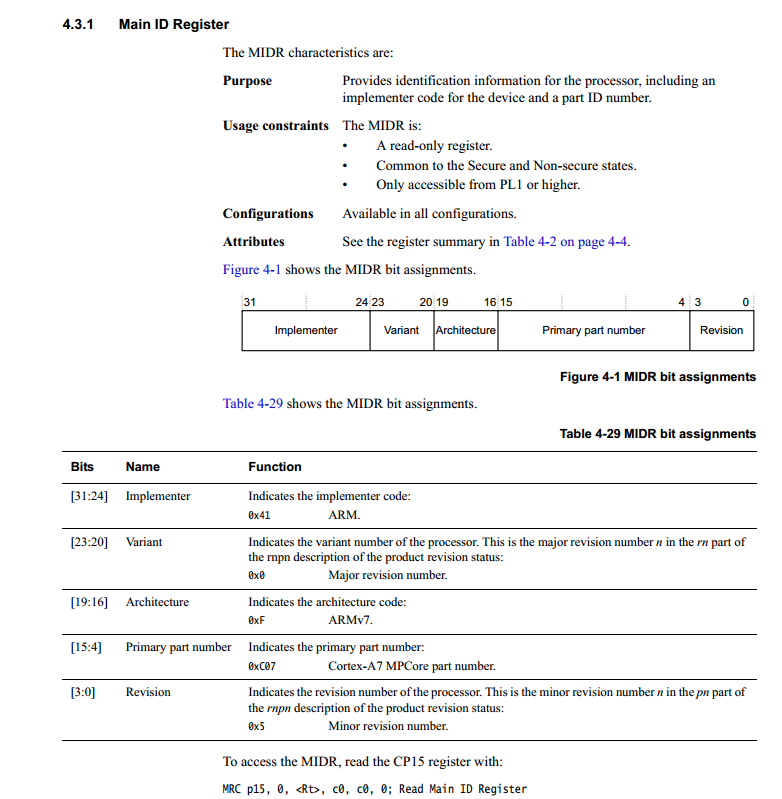 4.3.1 Main ID Register
The MIDR characteristics are:
Purpose Provides identification information for the processor, including an
implementer code for the device and a part ID number.
Usage constraints The MIDR is:
• A read-only register.
• Common to the Secure and Non-secure states.
• Only accessible from PL1 or higher.
Configurations Available in all configurations.
Attributes See the register summary in Table 4-2 on page 4-4.
Figure 4-1 shows the MIDR bit assignments.
31 24 23 20 19 16 15 4 3 0
Implementer Variant Architecture Primary part number Revision
Figure 4-1 MIDR bit assignments
Table 4-29 shows the MIDR bit assignments.
Table 4-29 MIDR bit assignments
Bits Name Function
[31:24] Implementer Indicates the implementer code:
0x41 ARM.
[23:20] Variant Indicates the variant number of the processor. This is the major revision number n in the rn part of
the rnpn description of the product revision status:
0x0 Major revision number.
[19:16] Architecture Indicates the architecture code:
0xF ARMv7.
[15:4] Primary part number Indicates the primary part number:
0xC07 Cortex-A7 MPCore part number.
[3:0] Revision Indicates the revision number of the processor. This is the minor revision number n in the pn part of
the rnpn description of the product revision status:
0x5 Minor revision number.
To access the MIDR, read the CP15 register with:
MRC p15, 0, <Rt>, c0, c0, 0; Read Main ID Register